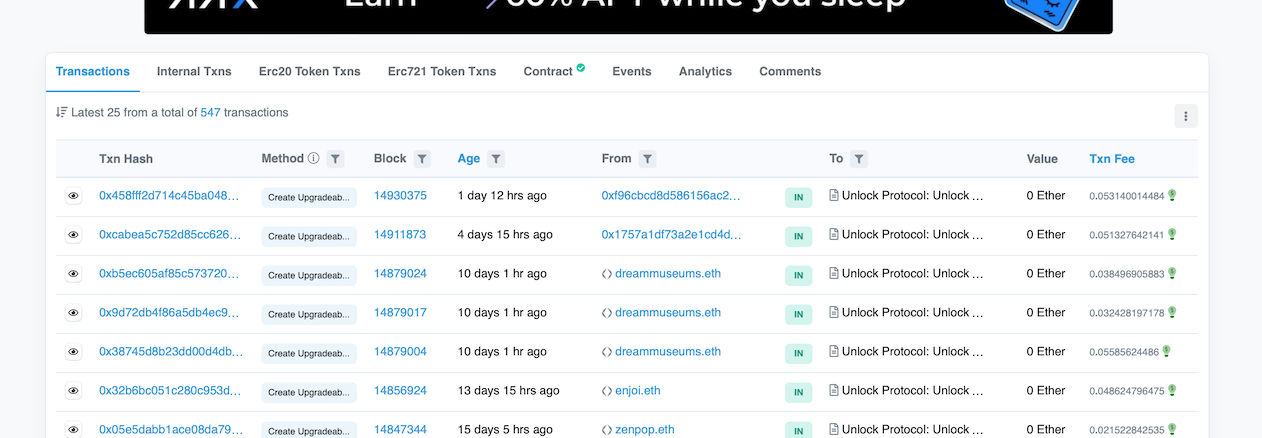 Earn 60% APY while you sleep
Transactions Internal Txns Erc20 Token Txns Erc721 Token Txns Contract Events Analytics Comments
Latest 25 from a total of 547 transactions
Txn Hash Method Block Age From To Value Txn Fee
0x458fff2d714c45ba048... Create Upgradeab... 14930375 1 day 12 hrs ago 0xf96cbcd8d586156ac2... IN Unlock Protocol: Unlock ... 0 Ether 0.053140014484
0xcabea5c752d85cc626... Create Upgradeab... 14911873 4 days 15 hrs ago 0x1757a1df73a2e1cd4d... IN Unlock Protocol: Unlock ... 0 Ether 0.051327642141
0xb5ec605af85c573720... Create Upgradeab... 14879024 10 days 1 hr ago dreammuseums.eth IN Unlock Protocol: Unlock ... 0 Ether 0.038496905883
0x9d72db4f86a5db4ec9... Create Upgradeab... 14879017 10 days 1 hr ago dreammuseums.eth IN Unlock Protocol: Unlock ... 0 Ether 0.032428197178
0x38745d8b23dd00d4db... Create Upgradeab... 14879004 10 days 1 hr ago dreammuseums.eth IN Unlock Protocol: Unlock ... 0 Ether 0.05585624486
0x32b6bc051c280c953d... Create Upgradeab... 14856924 13 days 15 hrs ago enjoi.eth IN Unlock Protocol: Unlock ... 0 Ether 0.048624796475
0x05e5dabb1ace08da79... Create Upgradeab... 14847344 15 days 5 hrs ago zenpop.eth IN Unlock Protocol: Unlock ... 0 Ether 0.021522842535